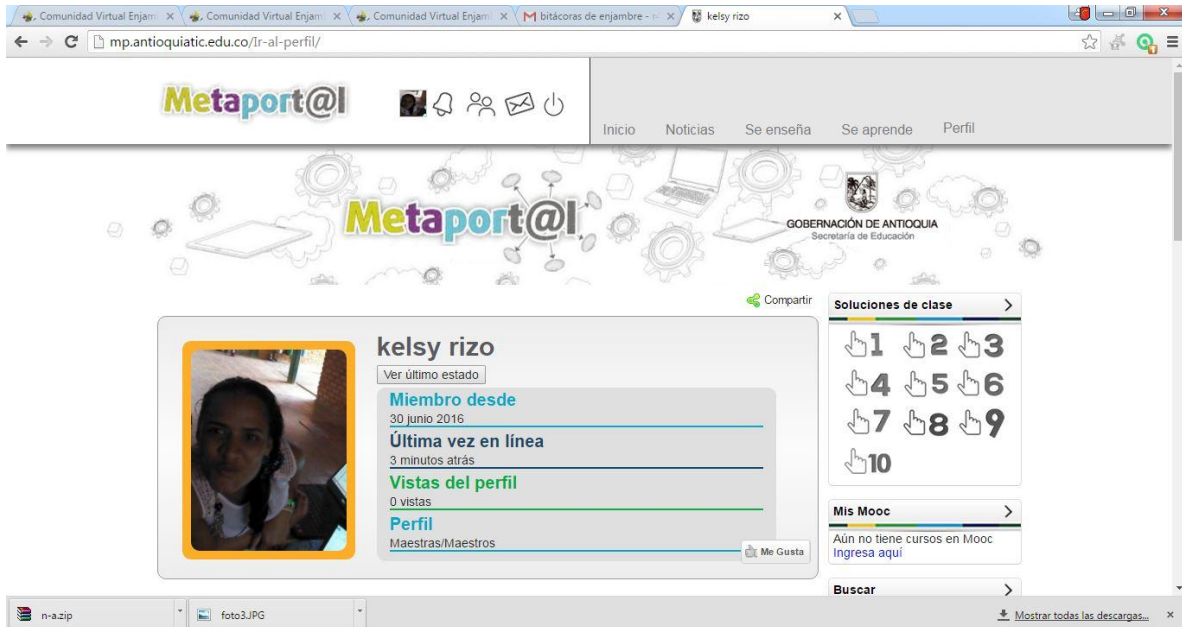 Comunidad Virtual Enjam
Comunidad Virtual Enjam
Comunidad Virtual Enjam
bitácoras de enjambre -
kelsy rizo
mp.antioquiatic.edu.co/Ir-al-perfil/
Metaport@l
Inicio Noticias Se enseña Se aprende Perfil
Metaport@l
GOBERNACIÓN DE ANTIOQUIA
Secretaría de Educación
Compartir
kelsy rizo
Ver último estado
Miembro desde
30 junio 2016
Última vez en línea
3 minutos atrás
Vistas del perfil
0 vistas
Perfil
Maestras/Maestros
Me Gusta
Soluciones de clase
1 2 3
4 5 6
7 8 9
10
Mis Mooc
Aún no tiene cursos en Mooc
Ingresa aquí
Buscar
n-a.zip
foto3.JPG
Mostrar todas las descargas...